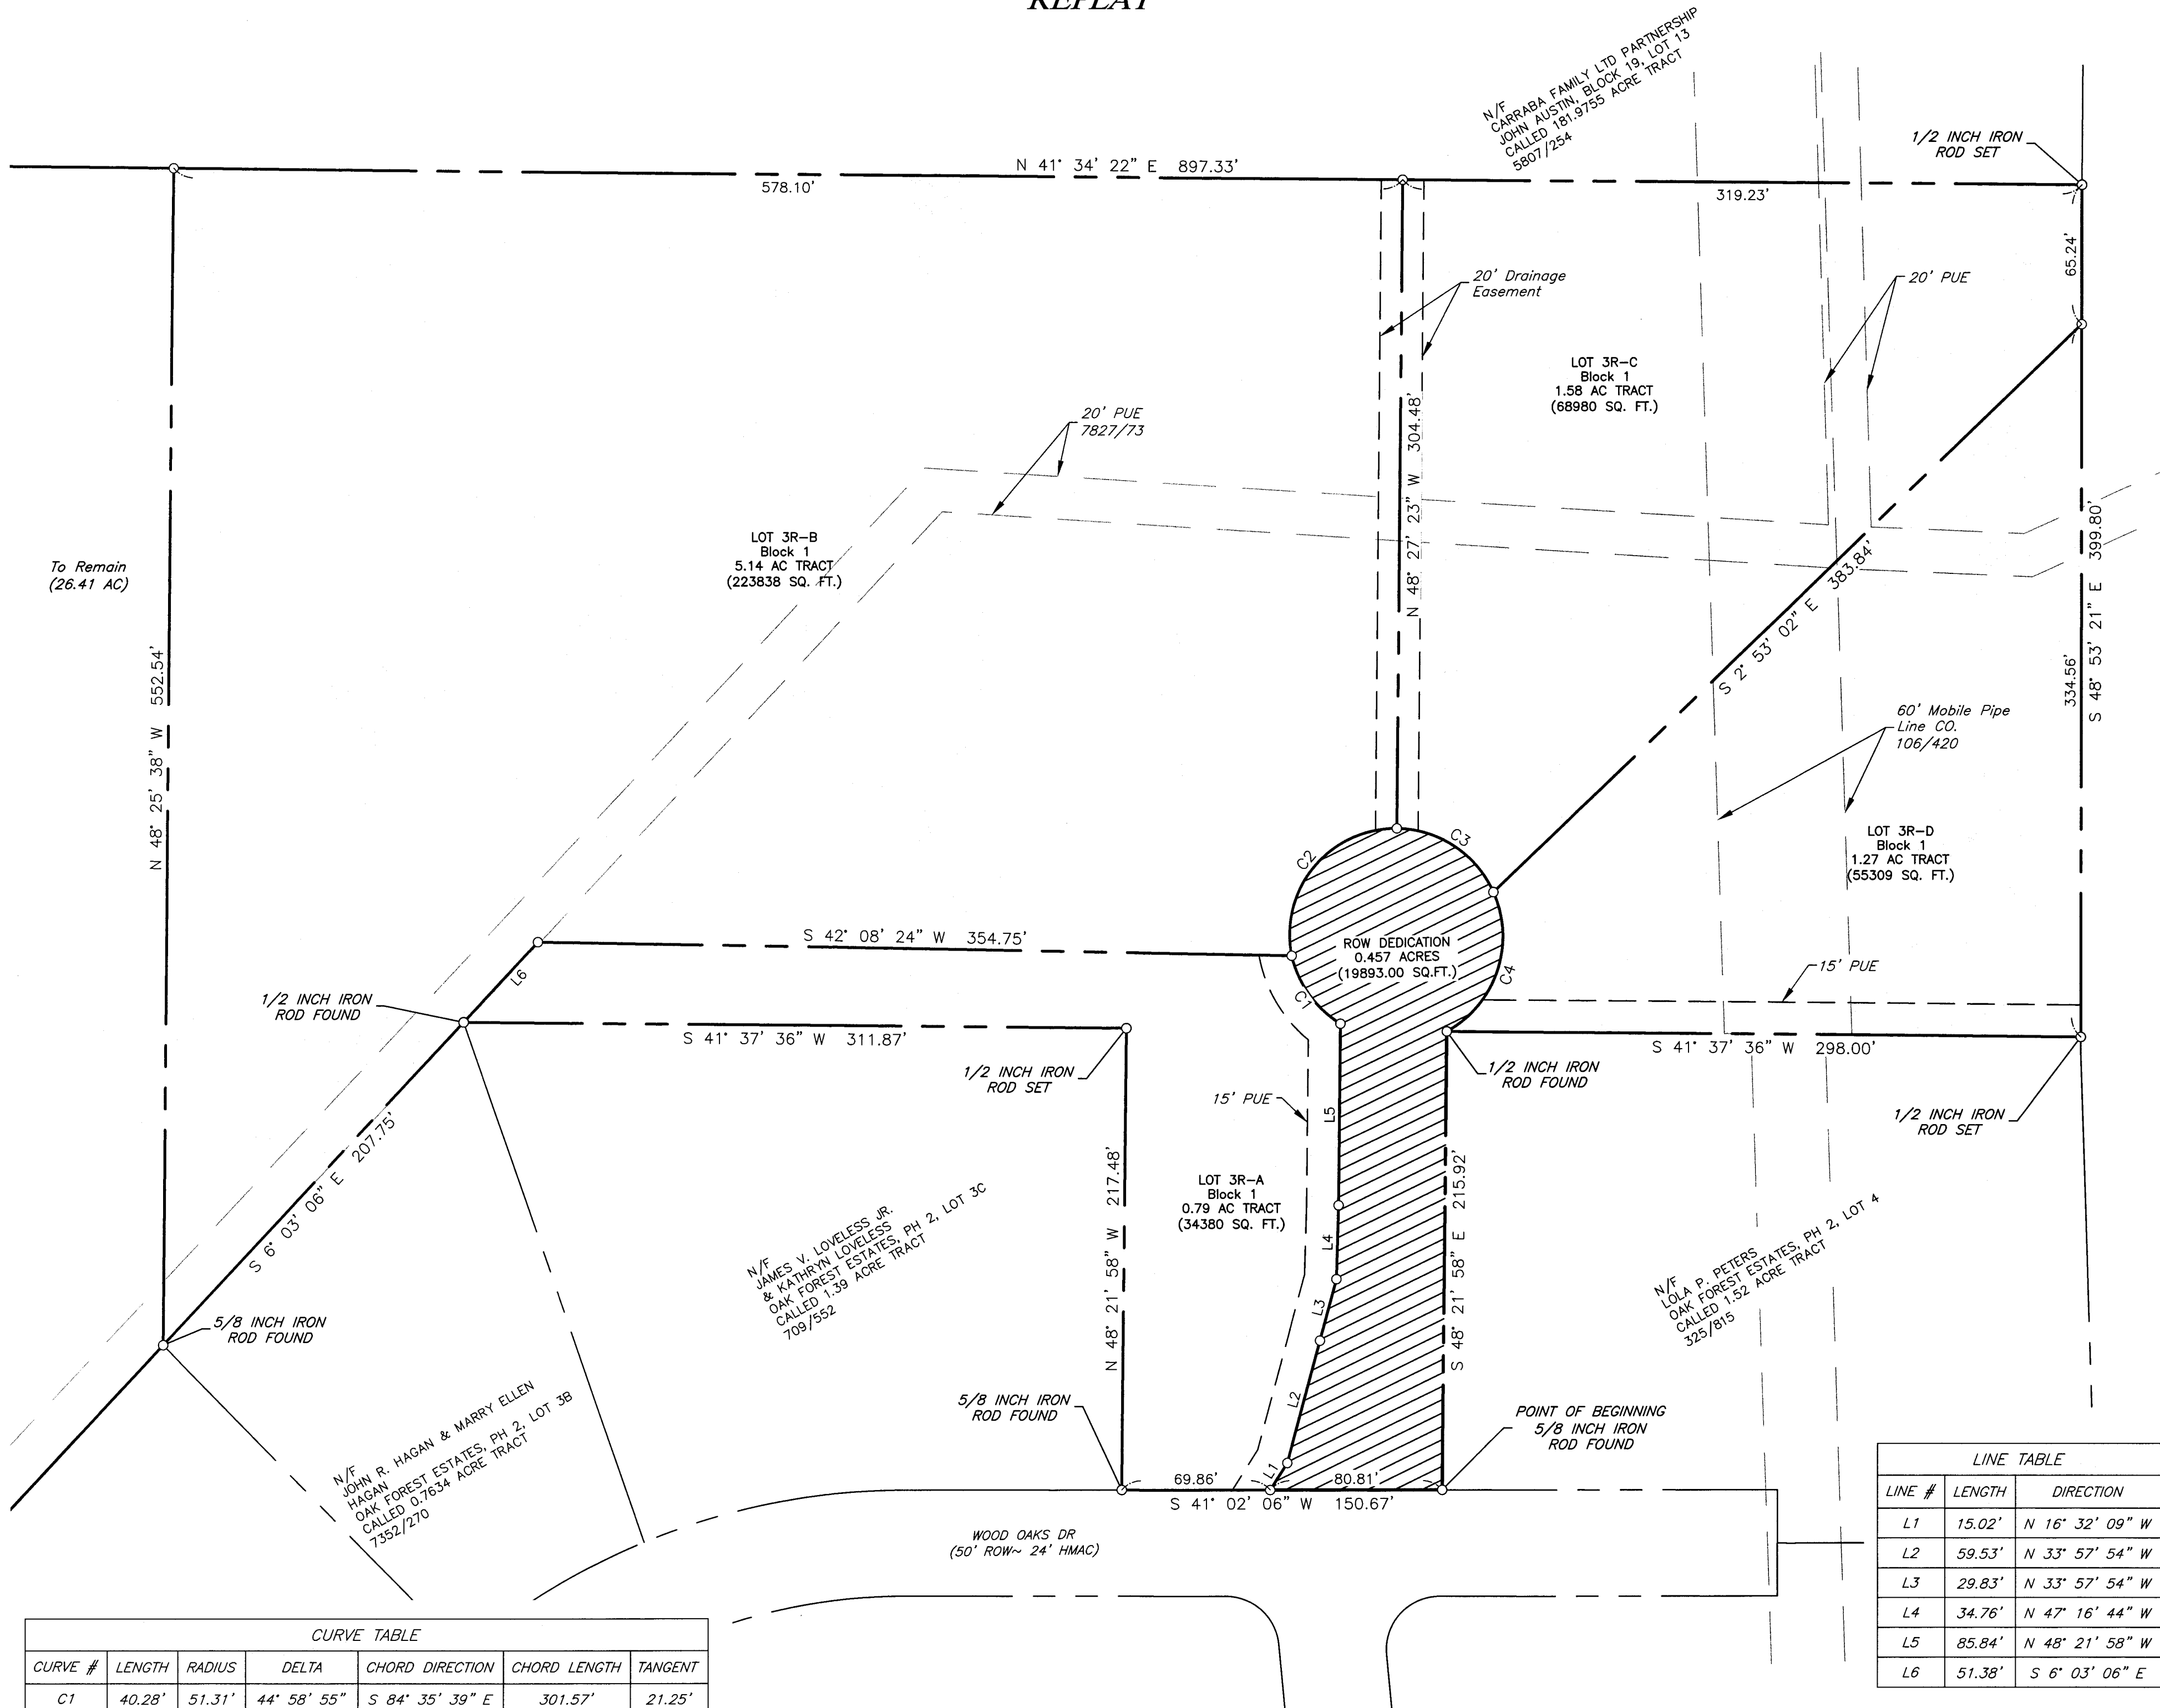 REPLAT
N/F
CARRABA FAMILY LTD PARTNERSHIP
JOHN AUSTIN, BLOCK 19, LOT 13
CALLED 181.9755 ACRE TRACT
5807/254
1/2 INCH IRON
ROD SET
N 41° 34' 22" E 897.33'
578.10'
319.23'
65.24'
20' Drainage
Easement
20' PUE
LOT 3R-C
Block 1
1.58 AC TRACT
(68980 SQ. FT.)
20' PUE
7827/73
N 48° 27' 23" W 304.48'
LOT 3R-B
Block 1
5.14 AC TRACT
(223838 SQ. FT.)
To Remain
(26.41 AC)
S 2° 53' 02" E 383.84'
399.80'
S 48° 53' 21" E
334.56'
N 48° 25' 38" W 552.54'
60' Mobile Pipe
Line CO.
106/420
LOT 3R-D
Block 1
1.27 AC TRACT
(55309 SQ. FT.)
C2
C3
S 42° 08' 24" W 354.75'
ROW DEDICATION
0.457 ACRES
(19893.00 SQ.FT.)
C1
C4
15' PUE
L6
1/2 INCH IRON
ROD FOUND
S 41° 37' 36" W 311.87'
S 41° 37' 36" W 298.00'
1/2 INCH IRON
ROD SET
1/2 INCH IRON
ROD FOUND
15' PUE
L5
1/2 INCH IRON
ROD SET
S 6° 03' 06" E 207.75'
N 48° 21' 58" W 217.48'
LOT 3R-A
Block 1
0.79 AC TRACT
(34380 SQ. FT.)
S 48° 21' 58" E 215.92'
L4
N/F
JAMES V. LOVELESS JR.
& KATHRYN LOVELESS
OAK FOREST ESTATES, PH 2, LOT 3C
CALLED 1.39 ACRE TRACT
709/552
N/F
LOLA P. PETERS
OAK FOREST ESTATES, PH 2, LOT 4
CALLED 1.52 ACRE TRACT
325/815
5/8 INCH IRON
ROD FOUND
L3
N/F
JOHN R. HAGAN & MARRY ELLEN
HAGAN
OAK FOREST ESTATES, PH 2, LOT 3B
CALLED 0.7634 ACRE TRACT
7352/270
5/8 INCH IRON
ROD FOUND
L2
POINT OF BEGINNING
5/8 INCH IRON
ROD FOUND
L1
69.86'
80.81'
S 41° 02' 06" W 150.67'
WOOD OAKS DR
(50' ROW~ 24' HMAC)
LINE TABLE
LINE # LENGTH DIRECTION
L1 15.02' N 16° 32' 09" W
L2 59.53' N 33° 57' 54" W
L3 29.83' N 33° 57' 54" W
L4 34.76' N 47° 16' 44" W
L5 85.84' N 48° 21' 58" W
L6 51.38' S 6° 03' 06" E
CURVE TABLE
CURVE # LENGTH RADIUS DELTA CHORD DIRECTION CHORD LENGTH TANGENT
C1 40.28' 51.31' 44° 58' 55" S 84° 35' 39" E 301.57' 21.25'